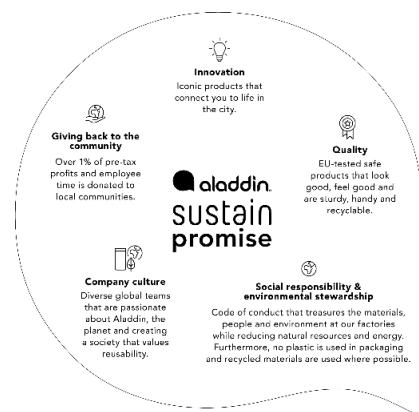 Innovation
Iconic products that
connect you to life in
the city.
Giving back to the
community
Over 1% of pre-tax
profits and employee
time is donated to
local communities.
Quality
EU-tested safe
products that look
good, feel good and
are sturdy, handy and
recyclable.
aladdin
sustain
promise
Company culture
Diverse global teams
that are passionate
about Aladdin, the
planet and creating
a society that values
reusability.
Social responsibility &
environmental stewardship
Code of conduct that treasures the materials,
people and environment at our factories
while reducing natural resources and energy.
Furthermore, no plastic is used in packaging
and recycled materials are used where possible.